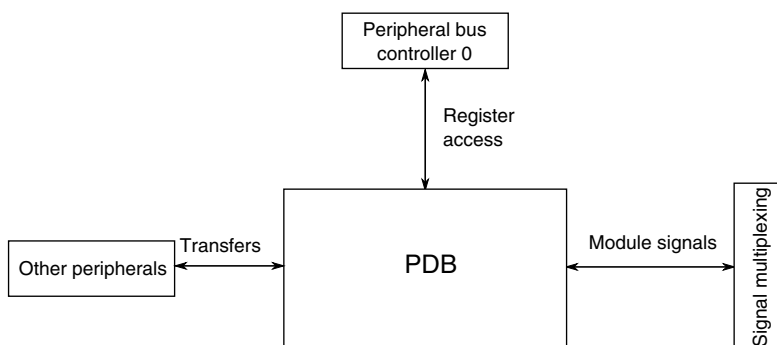 Peripheral bus
controller 0
Register
access
Transfers
Other peripherals
PDB
Module signals
Signal multiplexing